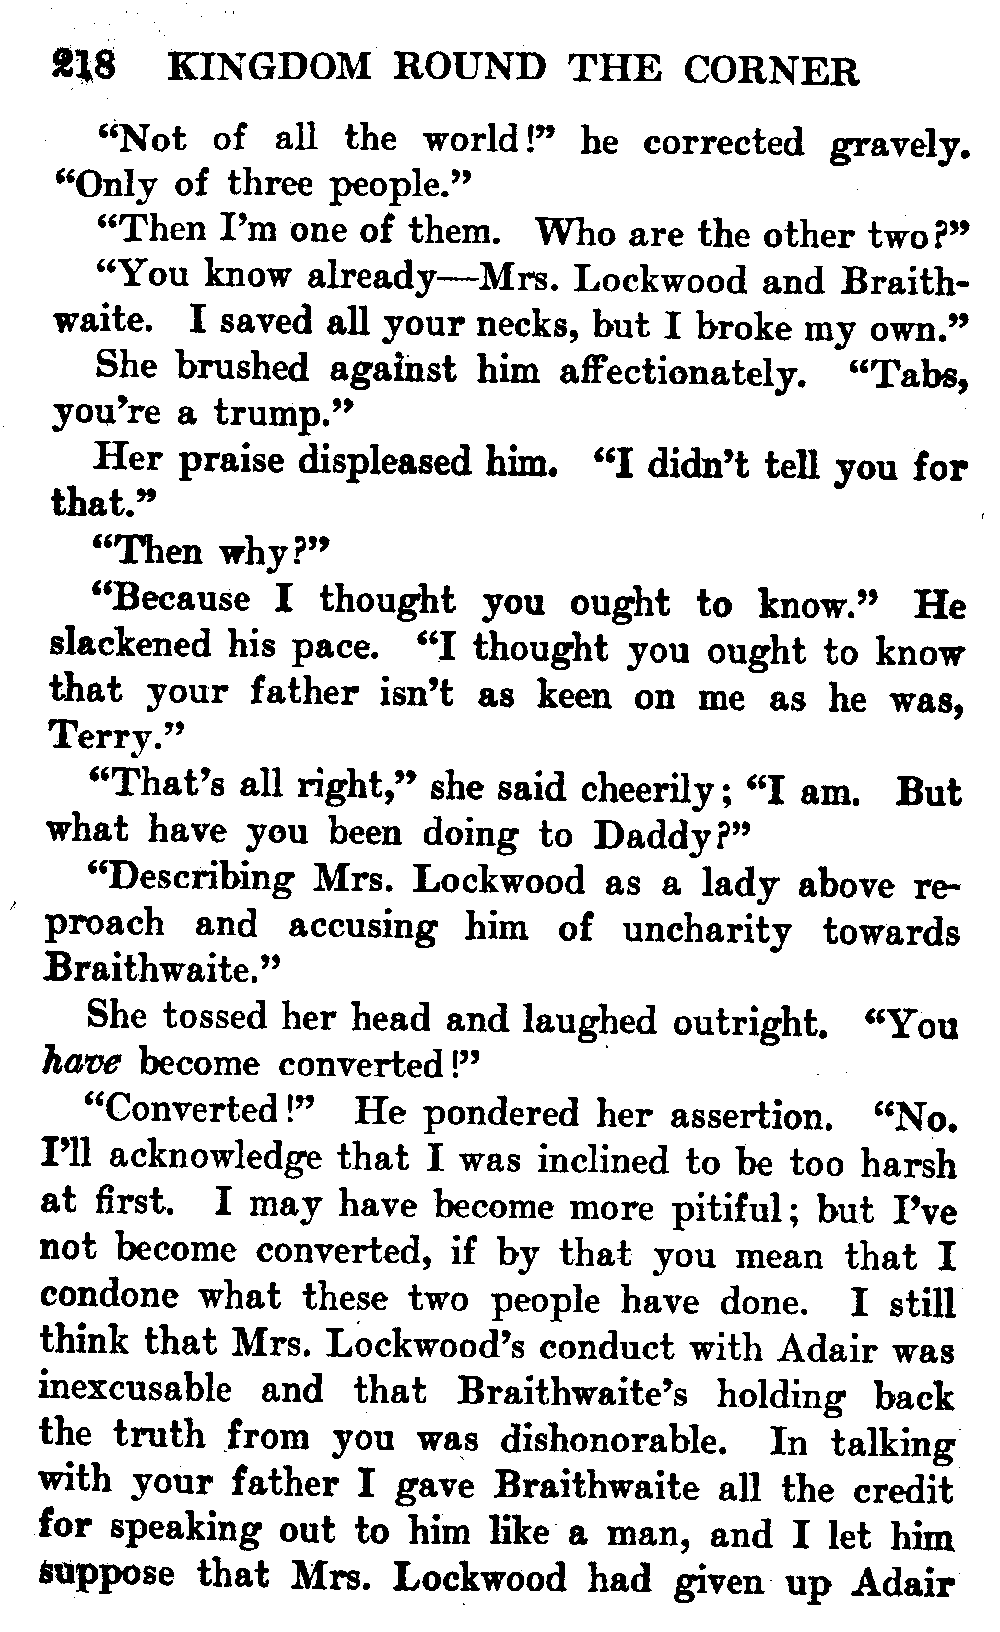 218 KINGDOM ROUND THE CORNER
“Not of all the world!” he corrected gravely.
“Only of three people.”
“Then I’m one of them. Who are the other two?”
“You know already—Mrs. Lockwood and Braith-
waite. I saved all your necks, but I broke my own.”
She brushed against him affectionately. “Tabs,
you’re a trump.”
Her praise displeased him. “I didn’t tell you for
that.”
“Then why?”
“Because I thought you ought to know.” He
slackened his pace. “I thought you ought to know
that your father isn’t as keen on me as he was,
Terry.”
“That’s all right,” she said cheerily; “I am. But
what have you been doing to Daddy?”
“Describing Mrs. Lockwood as a lady above re-
proach and accusing him of uncharity towards
Braithwaite.”
She tossed her head and laughed outright. “You
have become converted!”
“Converted!” He pondered her assertion. “No.
I’ll acknowledge that I was inclined to be too harsh
at first. I may have become more pitiful; but I’ve
not become converted, if by that you mean that I
condone what these two people have done. I still
think that Mrs. Lockwood’s conduct with Adair was
inexcusable and that Braithwaite’s holding back
the truth from you was dishonorable. In talking
with your father I gave Braithwaite all the credit
for speaking out to him like a man, and I let him
suppose that Mrs. Lockwood had given up Adair